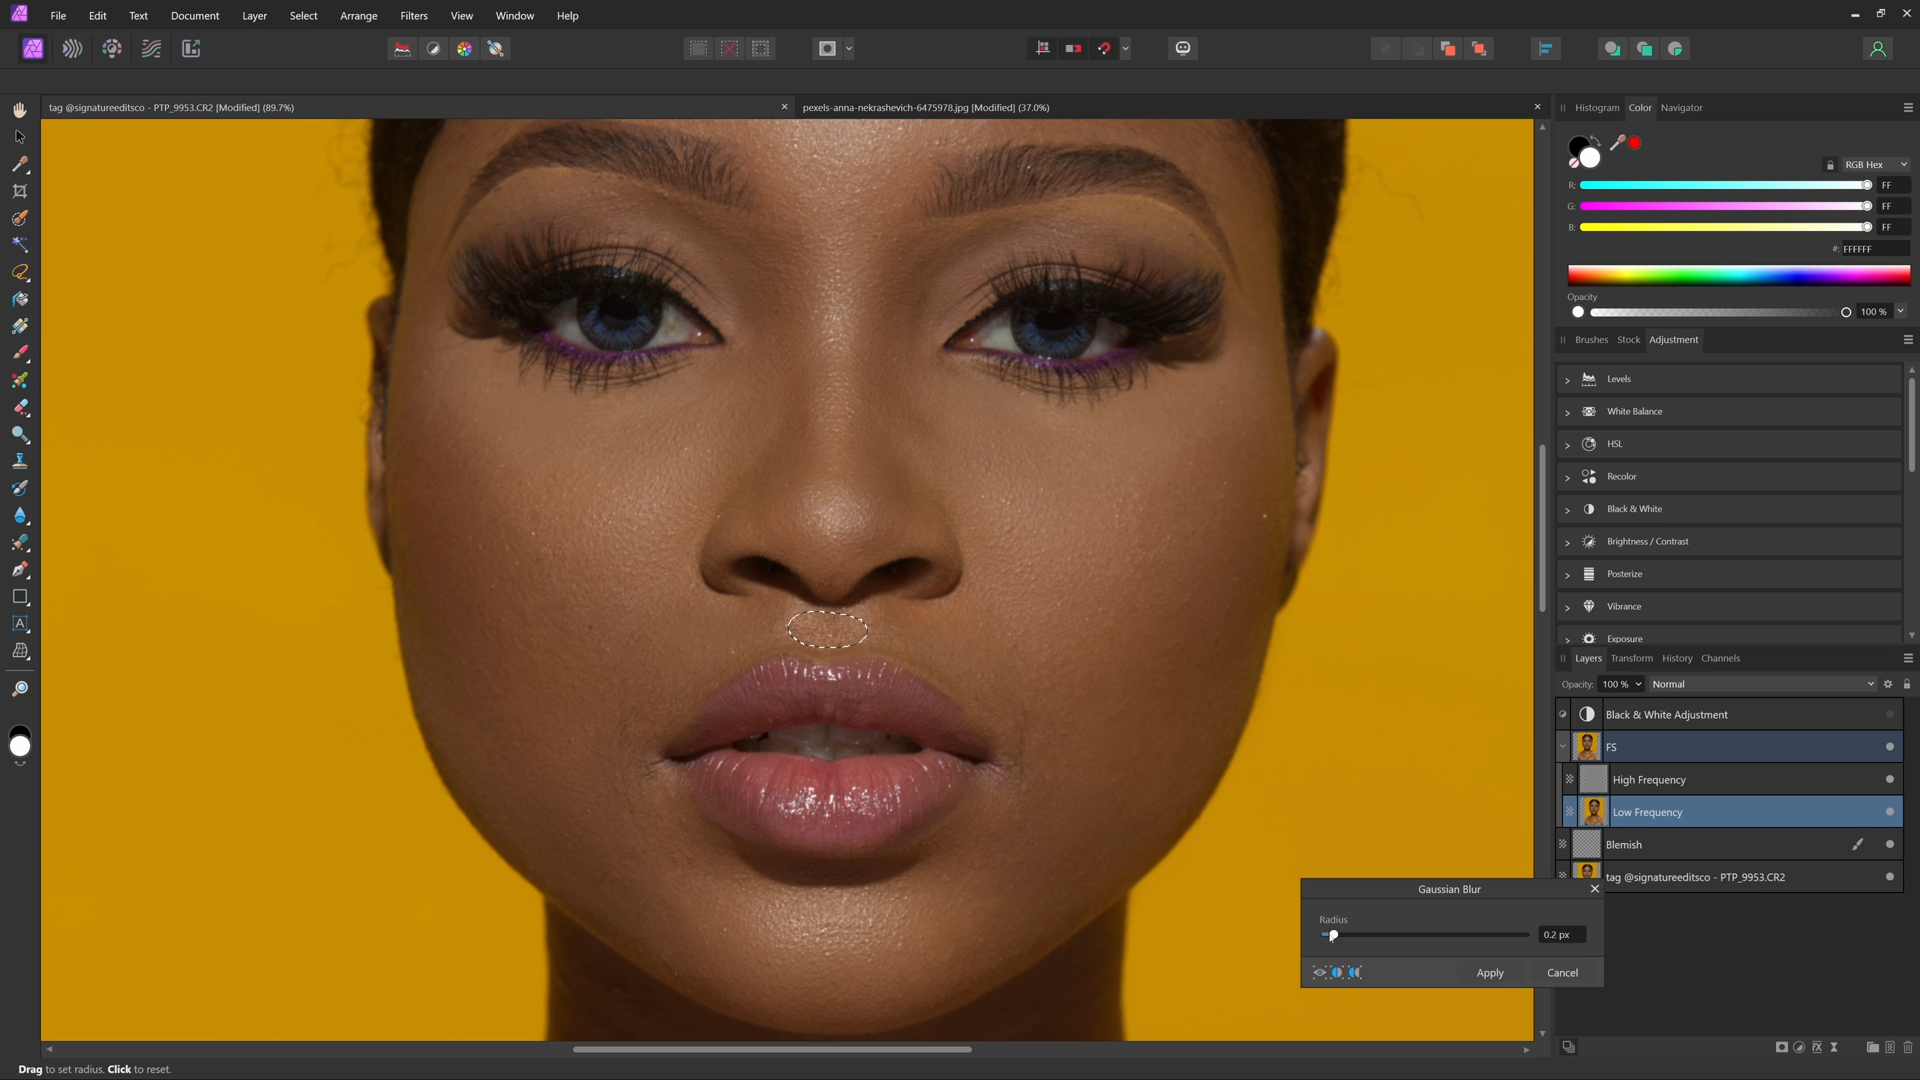 File Edit Text Document Layer Select Arrange Filters View Window Help
tag @signatureeditsco - PTP_9953.CR2 [Modified] (89.7%)
pexels-anna-nekrashevich-6475978.jpg [Modified] (37.0%)
Histogram Color Navigator
RGB Hex
R: FF
G: FF
B: FF
#: FFFFFF
Opacity
100 %
Brushes Stock Adjustment
Levels
White Balance
HSL
Recolor
Black & White
Brightness / Contrast
Posterize
Vibrance
Exposure
Layers Transform History Channels
Opacity: 100 % Normal
Black & White Adjustment
FS
High Frequency
Low Frequency
Blemish
tag @signatureeditsco - PTP_9953.CR2
Gaussian Blur
Radius
0.2 px
Apply Cancel
Drag to set radius. Click to reset.